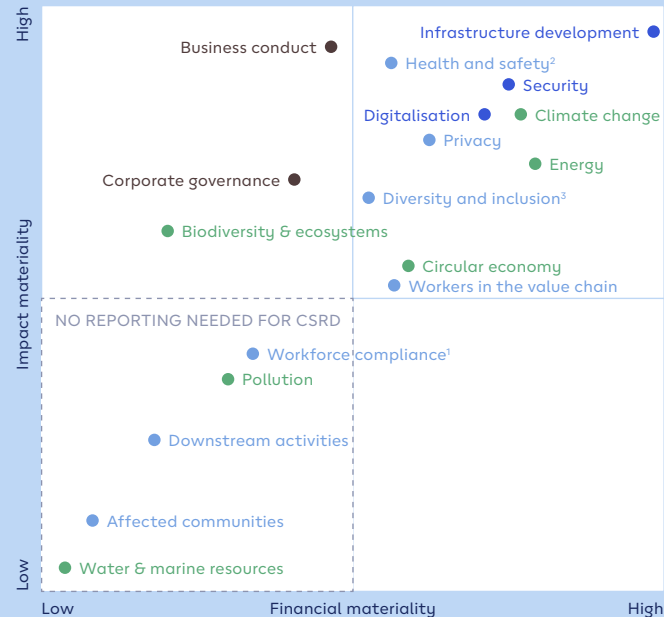 High
Infrastructure development
Business conduct
Health and safety²
Security
Digitalisation
Climate change
Privacy
Energy
Corporate governance
Diversity and inclusion³
Biodiversity & ecosystems
Circular economy
Workers in the value chain
Impact materiality
NO REPORTING NEEDED FOR CSRD
Workforce compliance¹
Pollution
Downstream activities
Affected communities
Water & marine resources
Low
Low
Financial materiality
High